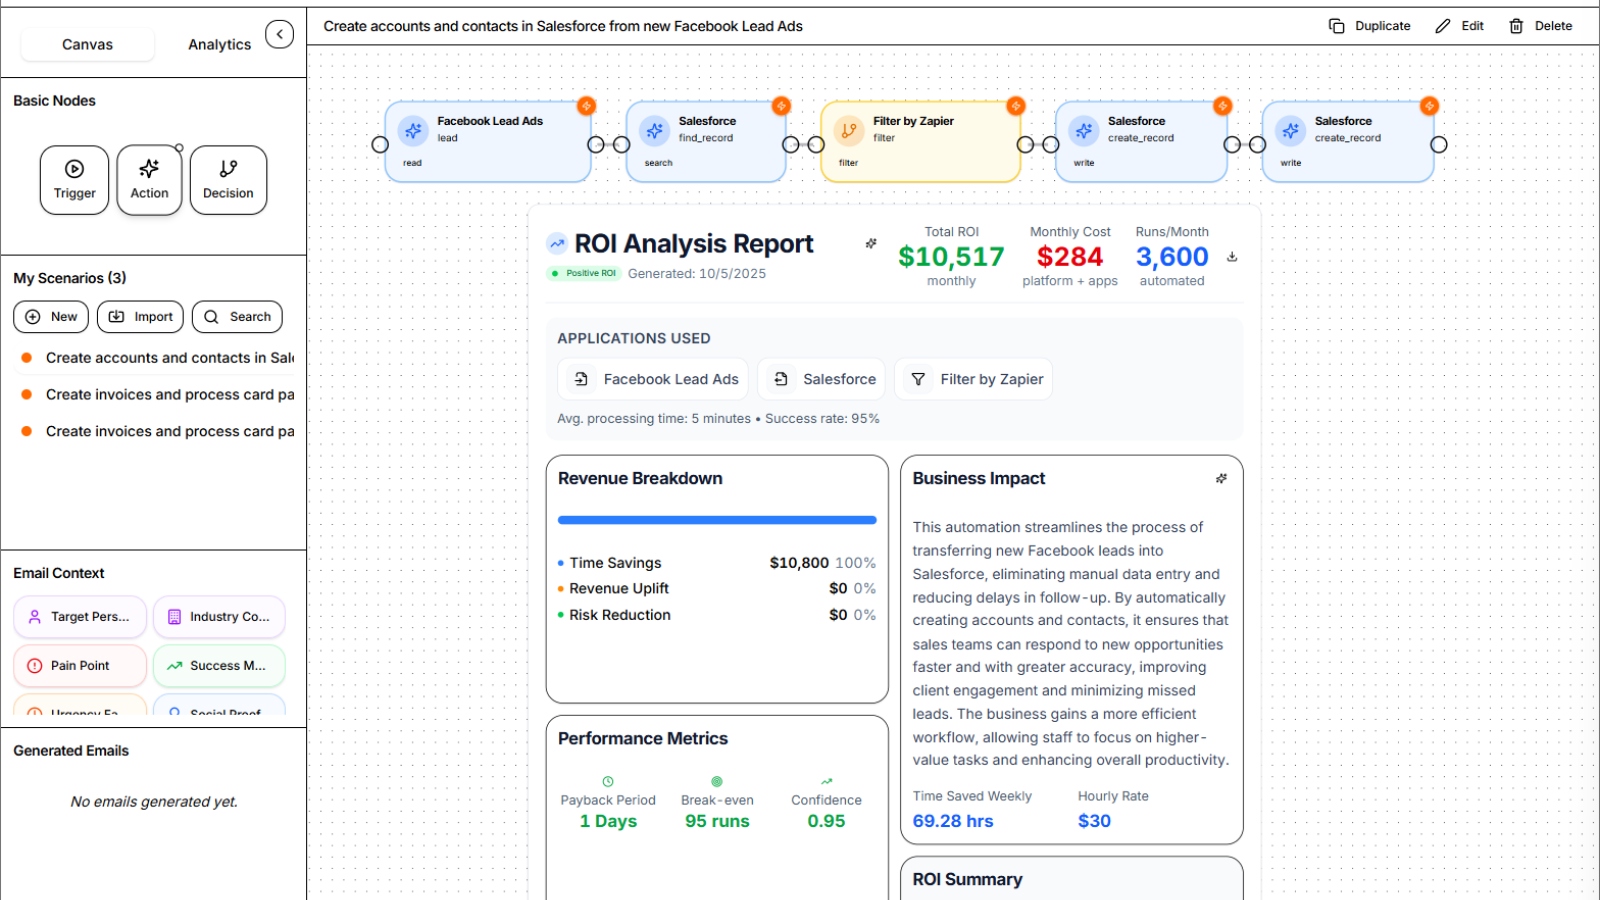 Canvas
Analytics
Create accounts and contacts in Salesforce from new Facebook Lead Ads
Duplicate
Edit
Delete
Basic Nodes
Trigger
Action
Decision
My Scenarios (3)
New
Import
Search
Create accounts and contacts in Sale
Create invoices and process card pa
Create invoices and process card pa
Email Context
Target Pers...
Industry Co...
Pain Point
Success M...
Urgency Fa...
Social Proof
Generated Emails
No emails generated yet.
Facebook Lead Ads
lead
read
Salesforce
find_record
search
Filter by Zapier
filter
filter
Salesforce
create_record
write
Salesforce
create_record
write
ROI Analysis Report
Positive ROI
Generated: 10/5/2025
Total ROI
$10,517
monthly
Monthly Cost
$284
platform + apps
Runs/Month
3,600
automated
APPLICATIONS USED
Facebook Lead Ads
Salesforce
Filter by Zapier
Avg. processing time: 5 minutes • Success rate: 95%
Revenue Breakdown
Time Savings $10,800 100%
Revenue Uplift $0 0%
Risk Reduction $0 0%
Performance Metrics
Payback Period
1 Days
Break-even
95 runs
Confidence
0.95
Business Impact
This automation streamlines the process of
transferring new Facebook leads into
Salesforce, eliminating manual data entry and
reducing delays in follow-up. By automatically
creating accounts and contacts, it ensures that
sales teams can respond to new opportunities
faster and with greater accuracy, improving
client engagement and minimizing missed
leads. The business gains a more efficient
workflow, allowing staff to focus on higher-
value tasks and enhancing overall productivity.
Time Saved Weekly
69.28 hrs
Hourly Rate
$30
ROI Summary